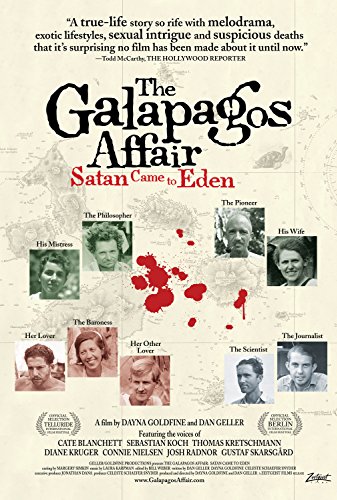 “A true-life story so rife with melodrama,
exotic lifestyles, sexual intrigue and suspicious deaths
that it's surprising no film has been made about it until now.”
—Todd McCarthy, THE HOLLYWOOD REPORTER
The
Galapagos
Affair
Satan Came to Eden
The Philosopher
The Pioneer
His Mistress
His Wife
The Baroness
Her Lover
Her Other
Lover
The Journalist
The Scientist
OFFICIAL
SELECTION
TELLURIDE
OFFICIAL
SELECTION
BERLIN
A film by DAYNA GOLDFINE AND DAN GELLER
Featuring the voices of
CATE BLANCHETT SEBASTIAN KOCH THOMAS KRETSCHMANN
DIANE KRUGER CONNIE NIELSEN JOSH RADNOR GUSTAF SKARSGÅRD
www.GalapagosAffair.com
Zeitgeist